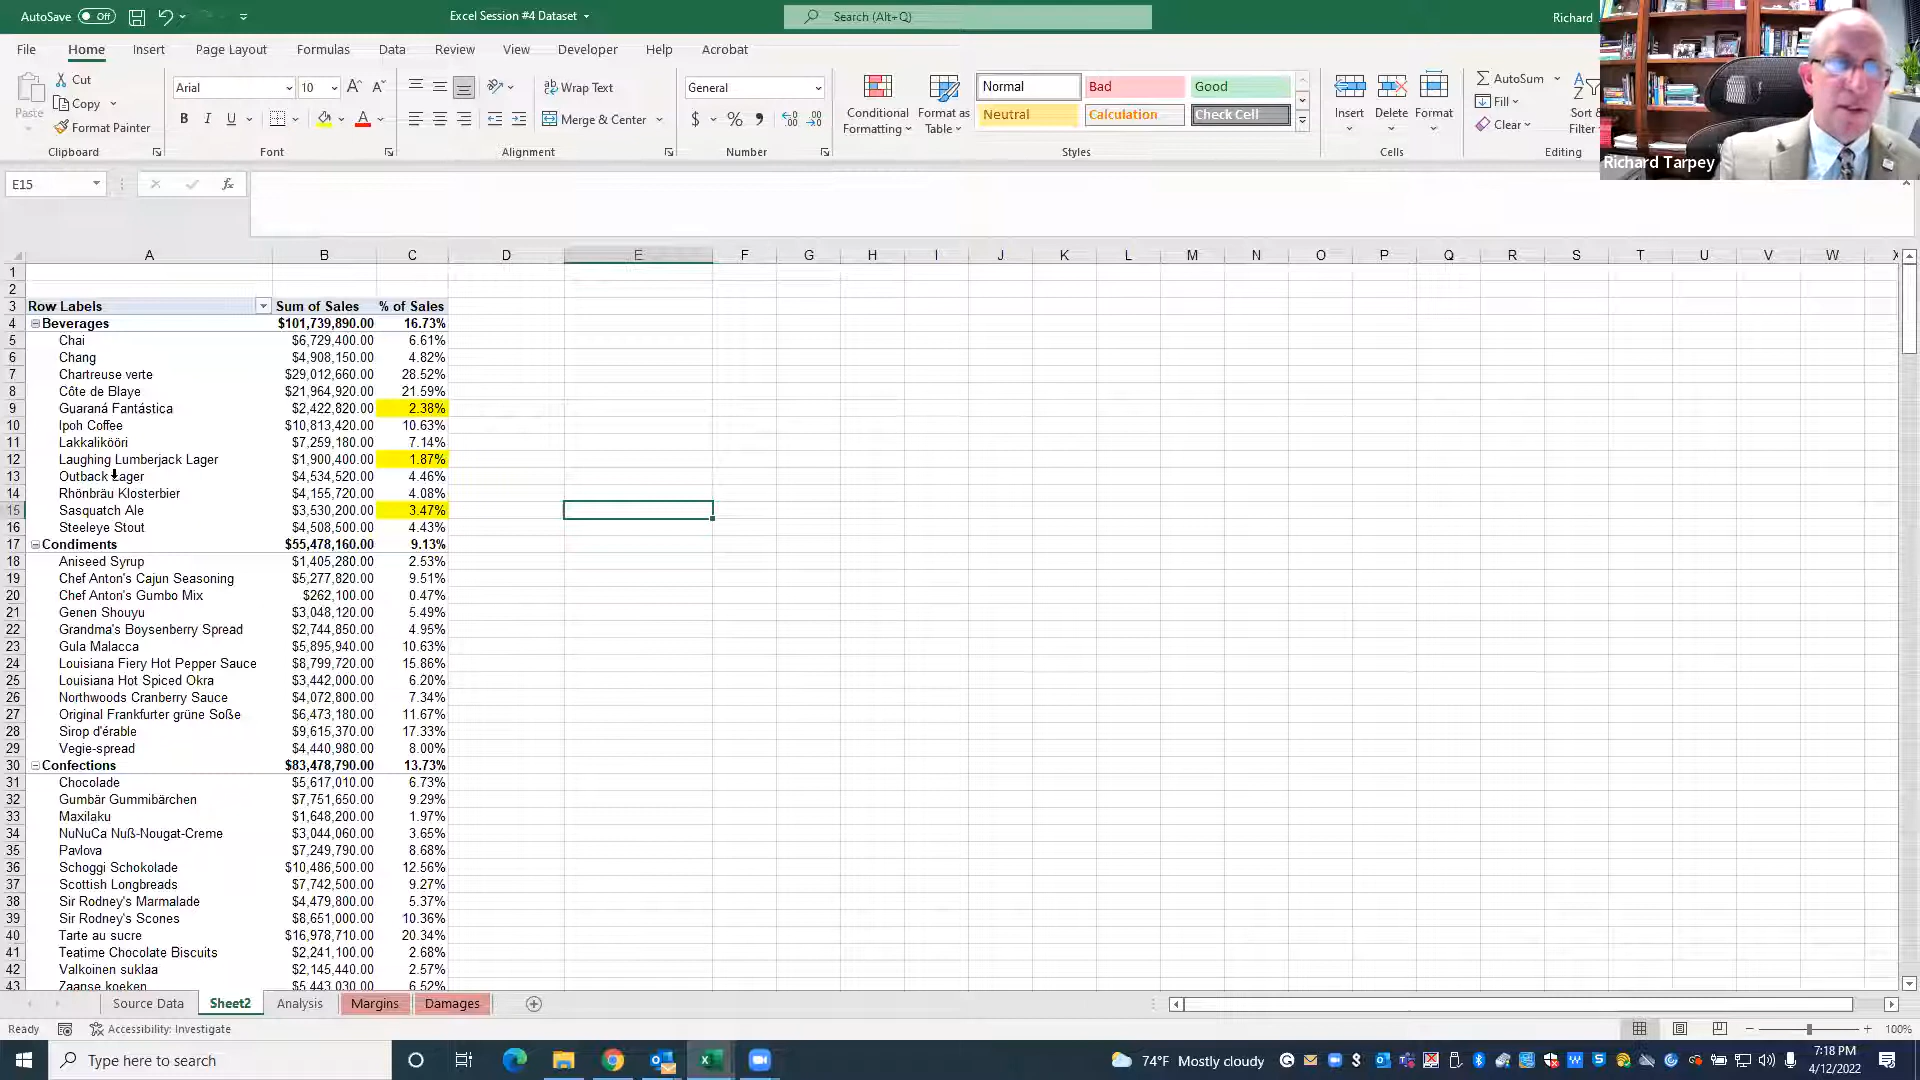 AutoSave Off Excel Session #4 Dataset Search (Alt+Q) Richard
File Home Insert Page Layout Formulas Data Review View Developer Help Acrobat
Cut
Copy
Paste
Format Painter
Clipboard
Arial 10
B I U
Font
Wrap Text
Merge & Center
Alignment
General
$ %
Number
Conditional Formatting
Format as Table
Normal Bad Good
Neutral Calculation Check Cell
Styles
Insert Delete Format
Cells
AutoSum
Fill
Clear
Sort &
Filter
Editing
Richard Tarpey
E15 fx
A B C D E F G H I J K L M N O P Q R S T U V W X
1
2
3 Row Labels Sum of Sales % of Sales
4 Beverages $101,739,890.00 16.73%
5 Chai $6,729,400.00 6.61%
6 Chang $4,908,150.00 4.82%
7 Chartreuse verte $29,012,660.00 28.52%
8 Côte de Blaye $21,964,920.00 21.59%
9 Guaraná Fantástica $2,422,820.00 2.38%
10 Ipoh Coffee $10,813,420.00 10.63%
11 Lakkalikööri $7,259,180.00 7.14%
12 Laughing Lumberjack Lager $1,900,400.00 1.87%
13 Outback Lager $4,534,520.00 4.46%
14 Rhönbräu Klosterbier $4,155,720.00 4.08%
15 Sasquatch Ale $3,530,200.00 3.47%
16 Steeleye Stout $4,508,500.00 4.43%
17 Condiments $55,478,160.00 9.13%
18 Aniseed Syrup $1,405,280.00 2.53%
19 Chef Anton's Cajun Seasoning $5,277,820.00 9.51%
20 Chef Anton's Gumbo Mix $262,100.00 0.47%
21 Genen Shouyu $3,048,120.00 5.49%
22 Grandma's Boysenberry Spread $2,744,850.00 4.95%
23 Gula Malacca $5,895,940.00 10.63%
24 Louisiana Fiery Hot Pepper Sauce $8,799,720.00 15.86%
25 Louisiana Hot Spiced Okra $3,442,000.00 6.20%
26 Northwoods Cranberry Sauce $4,072,800.00 7.34%
27 Original Frankfurter grüne Soße $6,473,180.00 11.67%
28 Sirop d'érable $9,615,370.00 17.33%
29 Vegie-spread $4,440,980.00 8.00%
30 Confections $83,478,790.00 13.73%
31 Chocolade $5,617,010.00 6.73%
32 Gumbär Gummibärchen $7,751,650.00 9.29%
33 Maxilaku $1,648,200.00 1.97%
34 NuNuCa Nuß-Nougat-Creme $3,044,060.00 3.65%
35 Pavlova $7,249,790.00 8.68%
36 Schoggi Schokolade $10,486,500.00 12.56%
37 Scottish Longbreads $7,742,500.00 9.27%
38 Sir Rodney's Marmalade $4,479,800.00 5.37%
39 Sir Rodney's Scones $8,651,000.00 10.36%
40 Tarte au sucre $16,978,710.00 20.34%
41 Teatime Chocolate Biscuits $2,241,100.00 2.68%
42 Valkoinen suklaa $2,145,440.00 2.57%
43 Zaanse koeken $5,443,030.00 6.52%
Source Data Sheet2 Analysis Margins Damages
Ready Accessibility: Investigate 100%
Type here to search 74°F Mostly cloudy 7:18 PM
4/12/2022